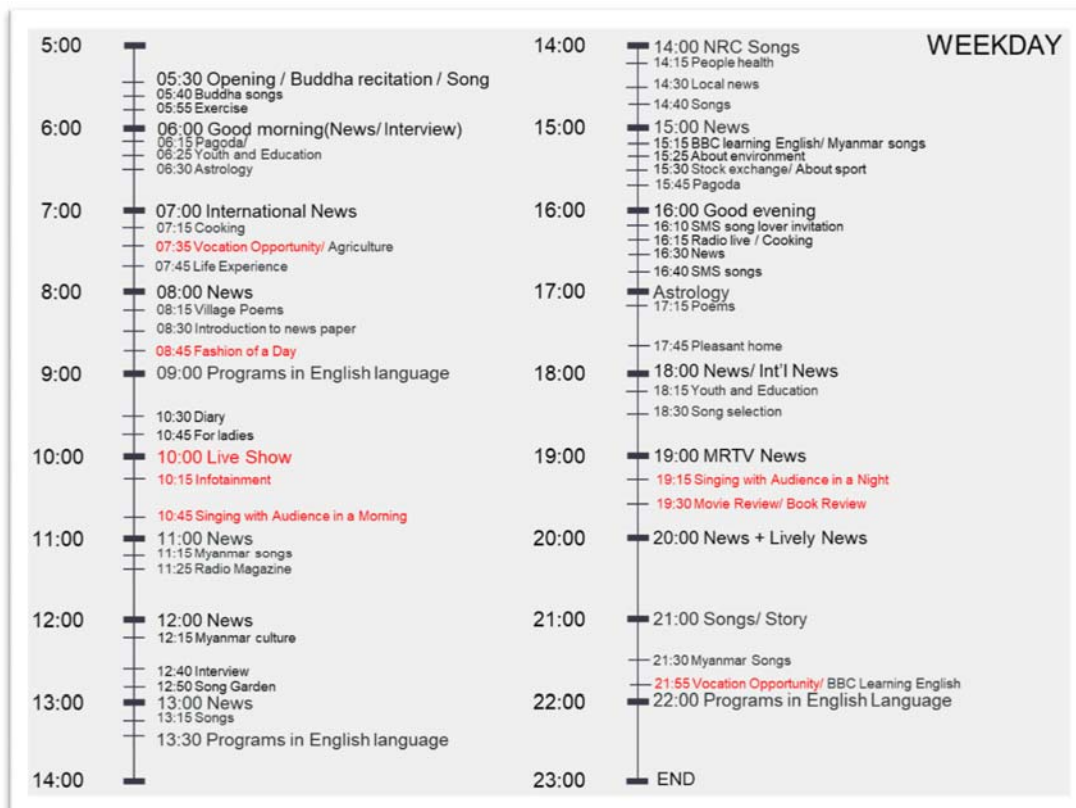 WEEKDAY
5:00
05:30 Opening / Buddha recitation / Song
05:40 Buddha songs
05:55 Exercise
6:00
06:00 Good morning(News/ Interview)
06:15 Pagoda/
06:25 Youth and Education
06:30 Astrology
7:00
07:00 International News
07:15 Cooking
07:35 Vocation Opportunity/ Agriculture
07:45 Life Experience
8:00
08:00 News
08:15 Village Poems
08:30 Introduction to news paper
08:45 Fashion of a Day
9:00
09:00 Programs in English language
10:30 Diary
10:45 For ladies
10:00
10:00 Live Show
10:15 Infotainment
10:45 Singing with Audience in a Morning
11:00
11:00 News
11:15 Myanmar songs
11:25 Radio Magazine
12:00
12:00 News
12:15 Myanmar culture
12:40 Interview
12:50 Song Garden
13:00
13:00 News
13:15 Songs
13:30 Programs in English language
14:00
14:00
14:00 NRC Songs
14:15 People health
14:30 Local news
14:40 Songs
15:00
15:00 News
15:15 BBC learning English/ Myanmar songs
15:25 About environment
15:30 Stock exchange/ About sport
15:45 Pagoda
16:00
16:00 Good evening
16:10 SMS song lover invitation
16:15 Radio live / Cooking
16:30 News
16:40 SMS songs
17:00
Astrology
17:15 Poems
17:45 Pleasant home
18:00
18:00 News/ Int'l News
18:15 Youth and Education
18:30 Song selection
19:00
19:00 MRTV News
19:15 Singing with Audience in a Night
19:30 Movie Review/ Book Review
20:00
20:00 News + Lively News
21:00
21:00 Songs/ Story
21:30 Myanmar Songs
21:55 Vocation Opportunity/ BBC Learning English
22:00
22:00 Programs in English Language
23:00
END